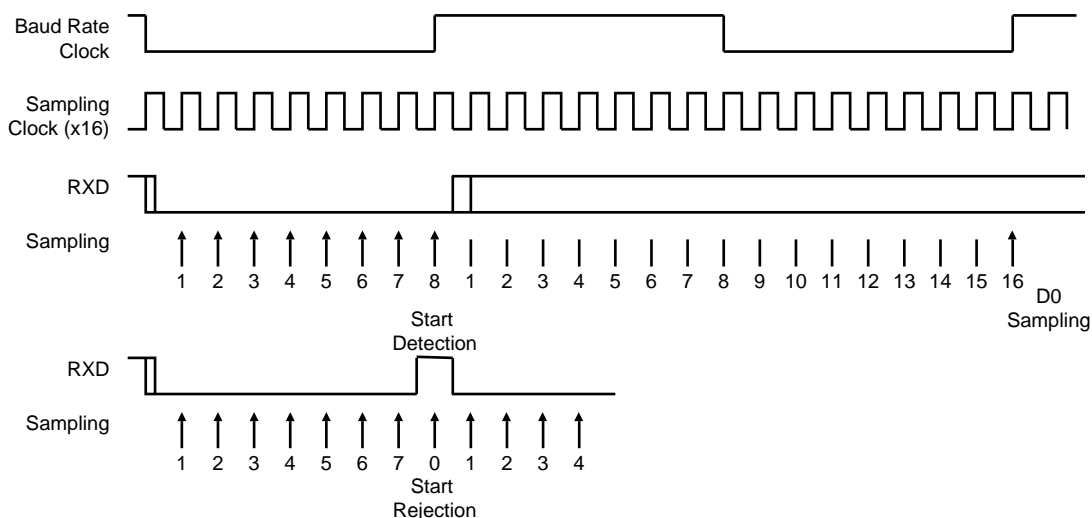 Baud Rate
Clock
Sampling
Clock (x16)
RXD
Sampling
1 2 3 4 5 6 7 8 1 2 3 4 5 6 7 8 9 10 11 12 13 14 15 16
D0
Sampling
Start
Detection
RXD
Sampling
1 2 3 4 5 6 7 0 1 2 3 4
Start
Rejection